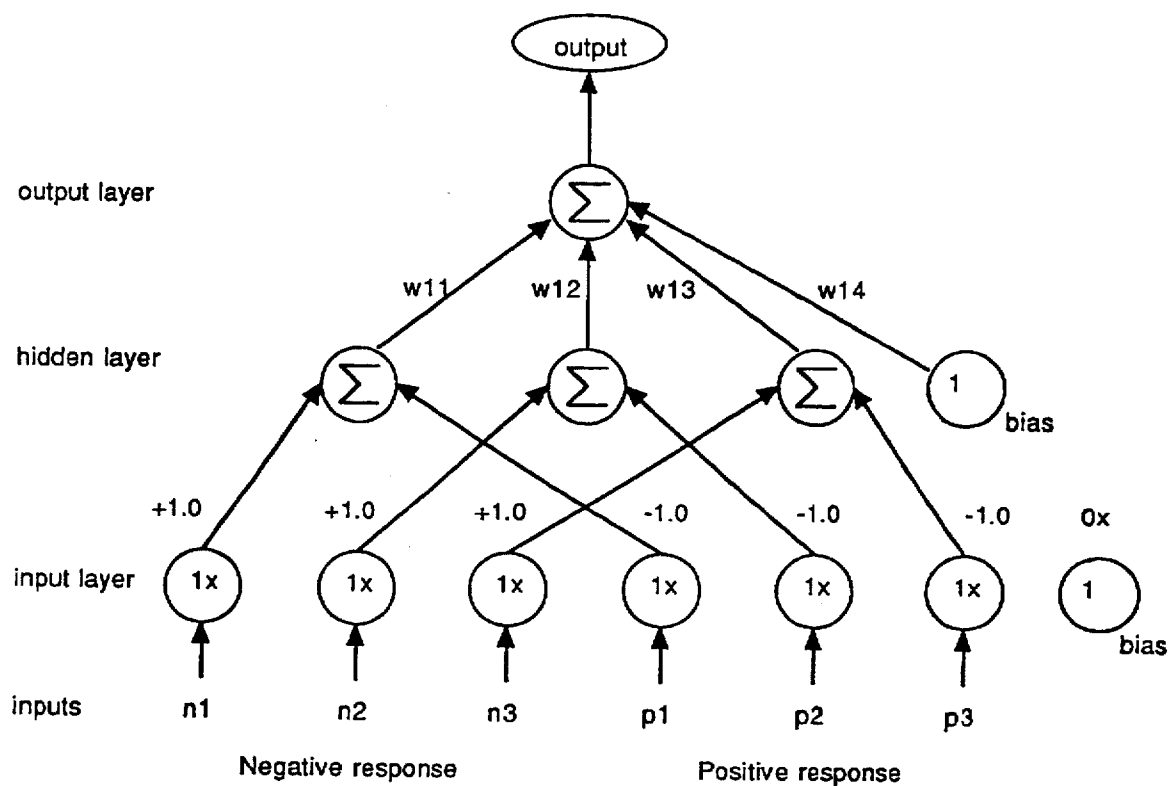 output
output layer
Σ
w11 w12 w13 w14
hidden layer
Σ Σ Σ 1
bias
+1.0 +1.0 +1.0 -1.0 -1.0 -1.0 0x
input layer 1x 1x 1x 1x 1x 1x 1
bias
inputs n1 n2 n3 p1 p2 p3
Negative response Positive response